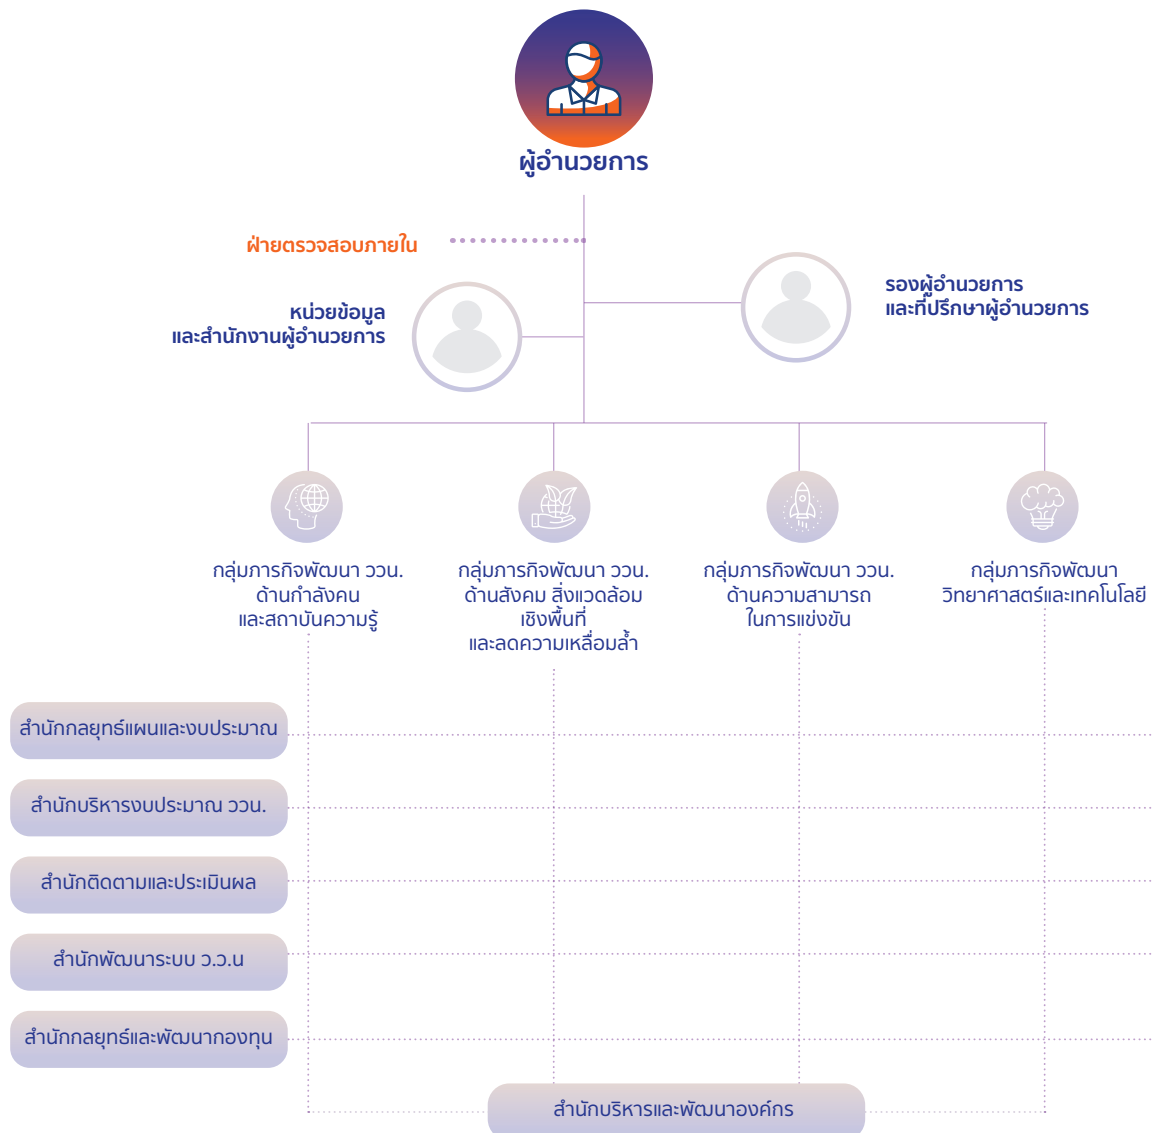 ผู้อำนวยการ
ฝ่ายตรวจสอบภายใน
รองผู้อำนวยการ
และที่ปรึกษาผู้อำนวยการ
หน่วยข้อมูล
และสำนักงานผู้อำนวยการ
กลุ่มภารกิจพัฒนา ววน.
ด้านกำลังคน
และสถาบันความรู้
กลุ่มภารกิจพัฒนา ววน.
ด้านสังคม สิ่งแวดล้อม
เชิงพื้นที่
และลดความเหลื่อมล้ำ
กลุ่มภารกิจพัฒนา ววน.
ด้านความสามารถ
ในการแข่งขัน
กลุ่มภารกิจพัฒนา
วิทยาศาสตร์และเทคโนโลยี
สำนักกลยุทธ์แผนและงบประมาณ
สำนักบริหารงบประมาณ ววน.
สำนักติดตามและประเมินผล
สำนักพัฒนาระบบ ว.ว.น
สำนักกลยุทธ์และพัฒนากองทุน
สำนักบริหารและพัฒนาองค์กร